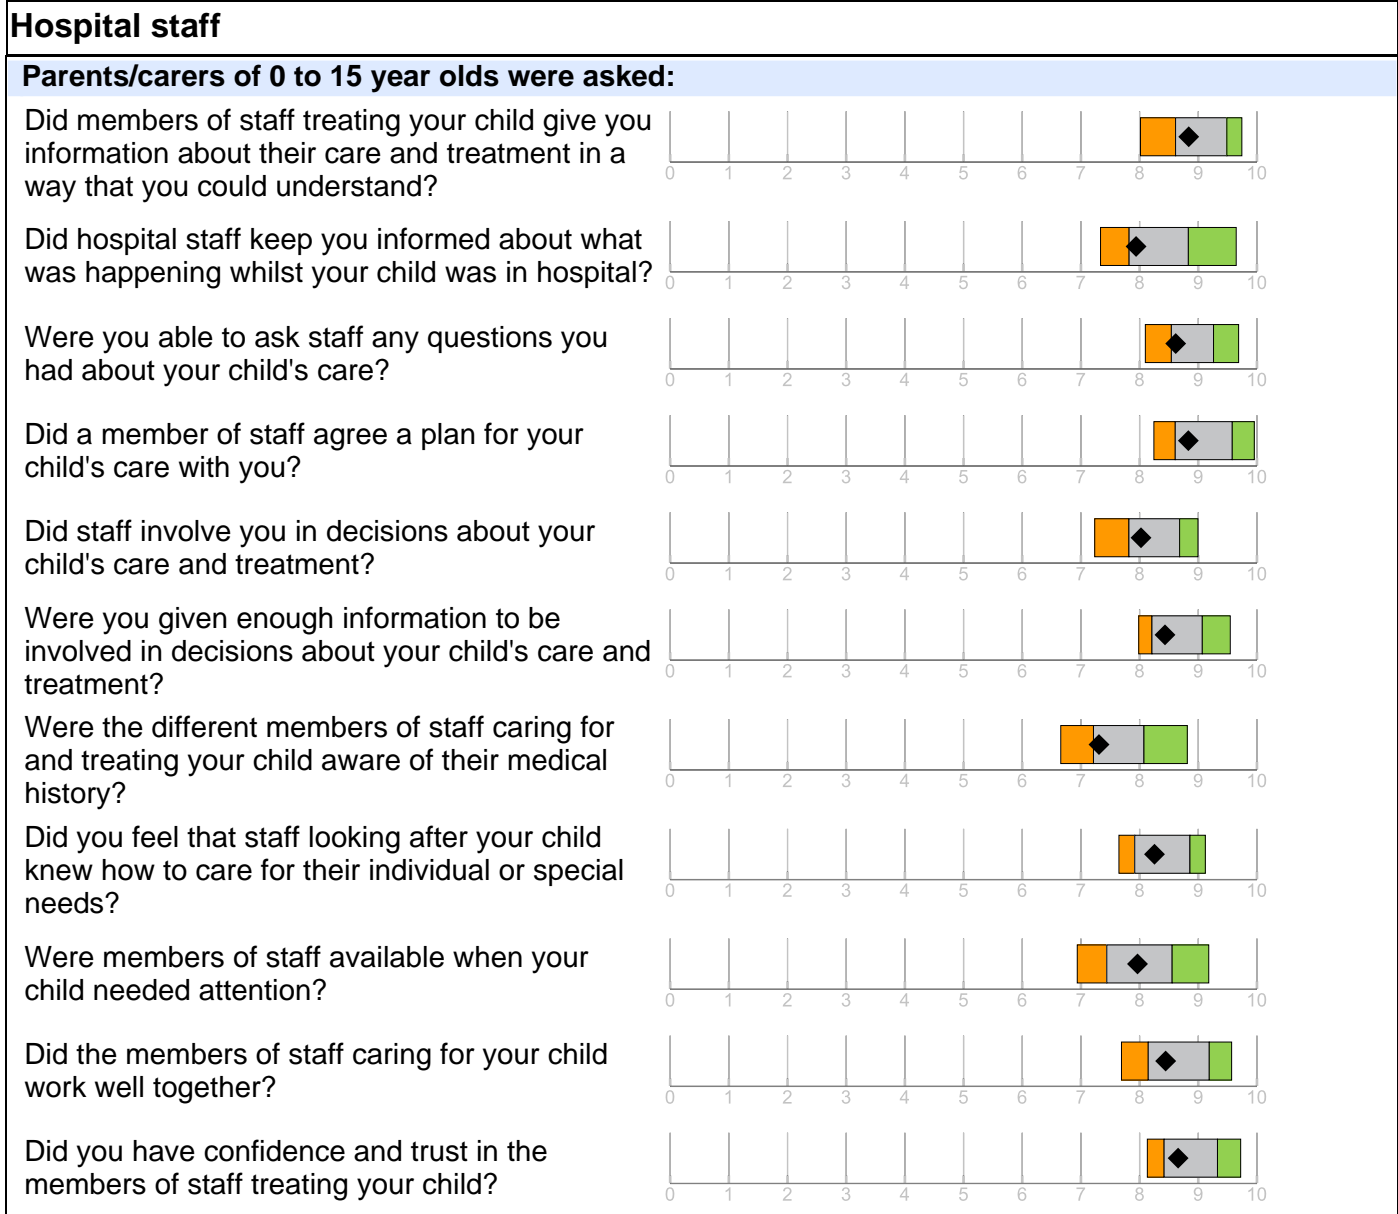 Hospital staff
Parents/carers of 0 to 15 year olds were asked:
Did members of staff treating your child give you
information about their care and treatment in a
way that you could understand?
0 1 2 3 4 5 6 7 8 9 10
Did hospital staff keep you informed about what
was happening whilst your child was in hospital?
0 1 2 3 4 5 6 7 8 9 10
Were you able to ask staff any questions you
had about your child's care?
0 1 2 3 4 5 6 7 8 9 10
Did a member of staff agree a plan for your
child's care with you?
0 1 2 3 4 5 6 7 8 9 10
Did staff involve you in decisions about your
child's care and treatment?
0 1 2 3 4 5 6 7 8 9 10
Were you given enough information to be
involved in decisions about your child's care and
treatment?
0 1 2 3 4 5 6 7 8 9 10
Were the different members of staff caring for
and treating your child aware of their medical
history?
0 1 2 3 4 5 6 7 8 9 10
Did you feel that staff looking after your child
knew how to care for their individual or special
needs?
0 1 2 3 4 5 6 7 8 9 10
Were members of staff available when your
child needed attention?
0 1 2 3 4 5 6 7 8 9 10
Did the members of staff caring for your child
work well together?
0 1 2 3 4 5 6 7 8 9 10
Did you have confidence and trust in the
members of staff treating your child?
0 1 2 3 4 5 6 7 8 9 10